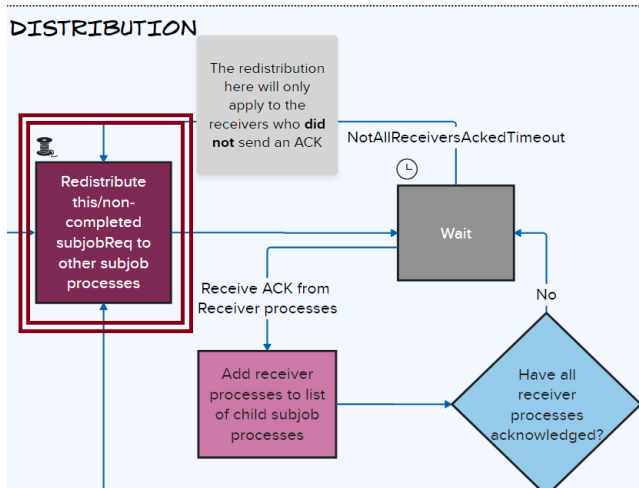 DISTRIBUTION
The redistribution
here will only
apply to the
receivers who did
not send an ACK
NotAllReceiversAckedTimeout
Redistribute
this/non-
completed
subjobReq to
other subjob
processes
Wait
Receive ACK from
Receiver processes
No
Add receiver
processes to list
of child subjob
processes
Have all
receiver
processes
acknowledged?